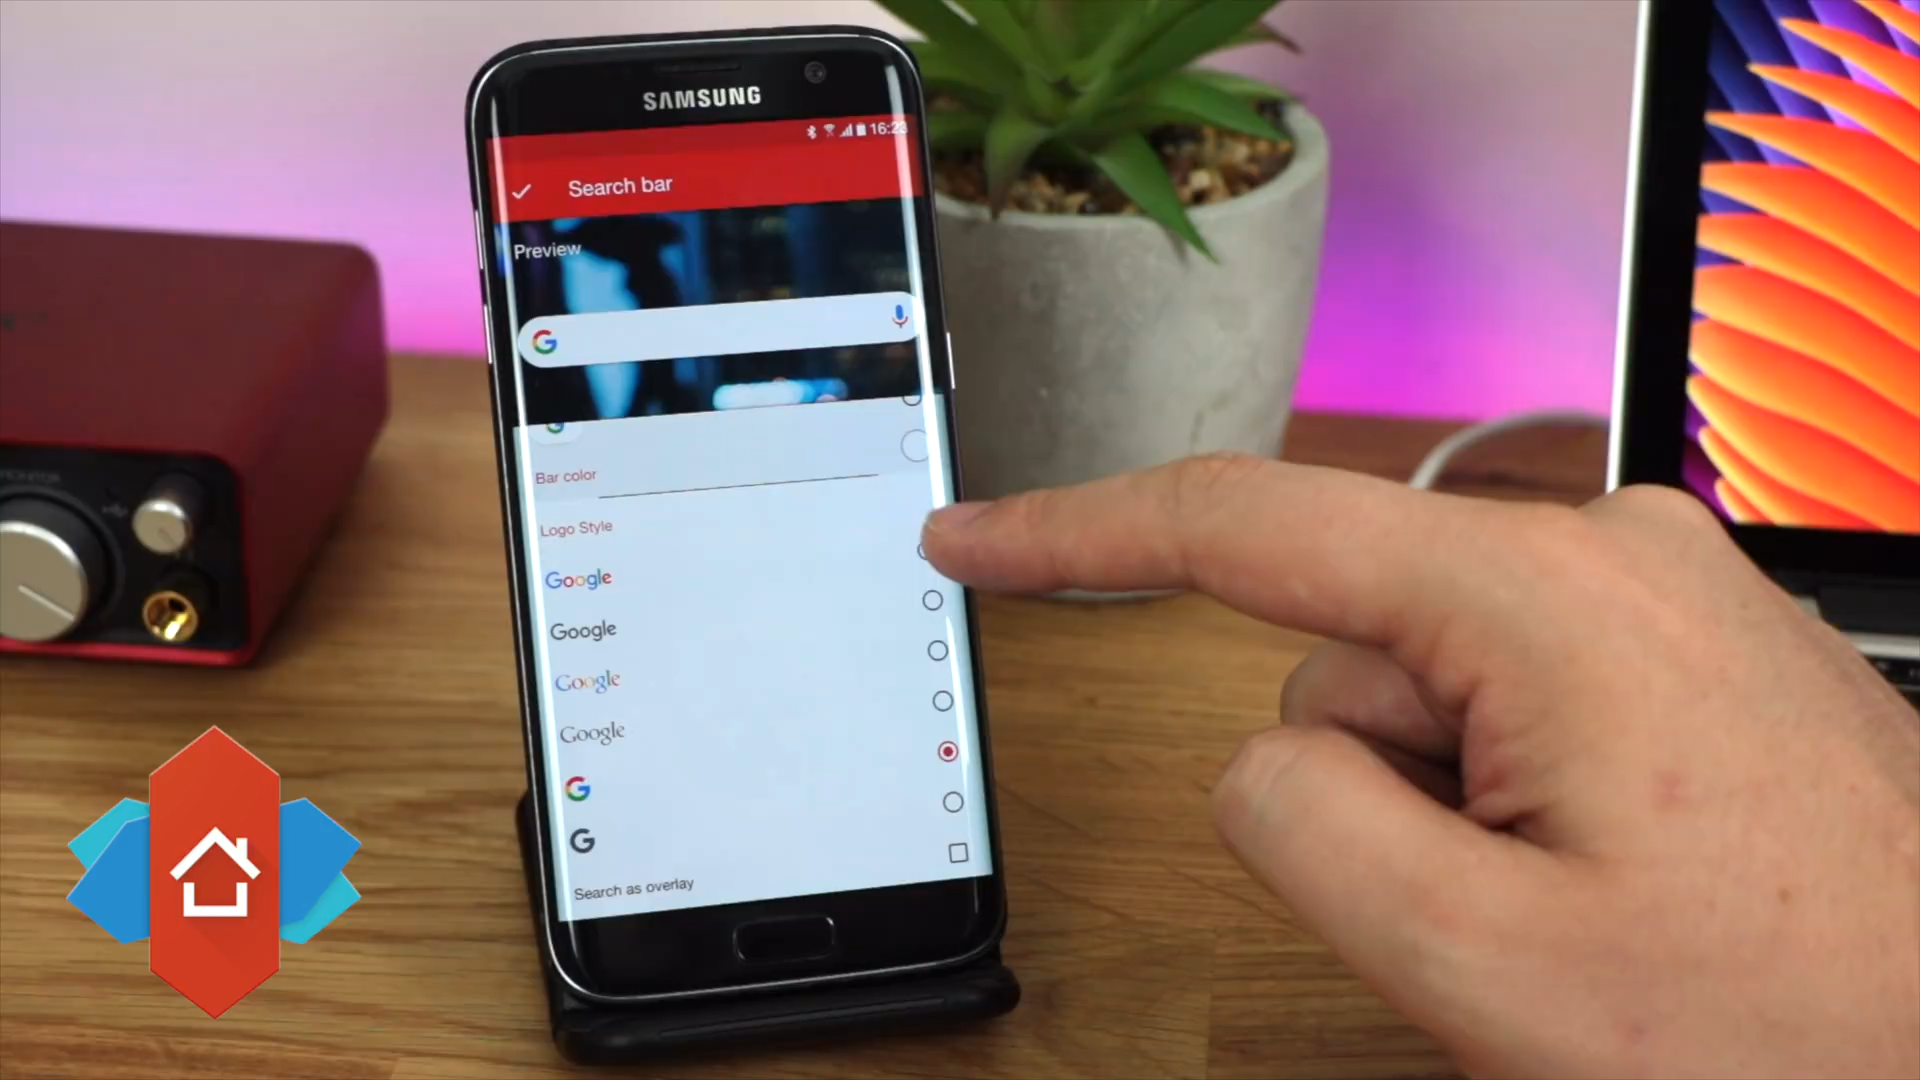 SAMSUNG
16:23
Search bar
Preview
G
G
Bar color
Logo Style
Google
Google
Google
Google
G
G
Search as overlay